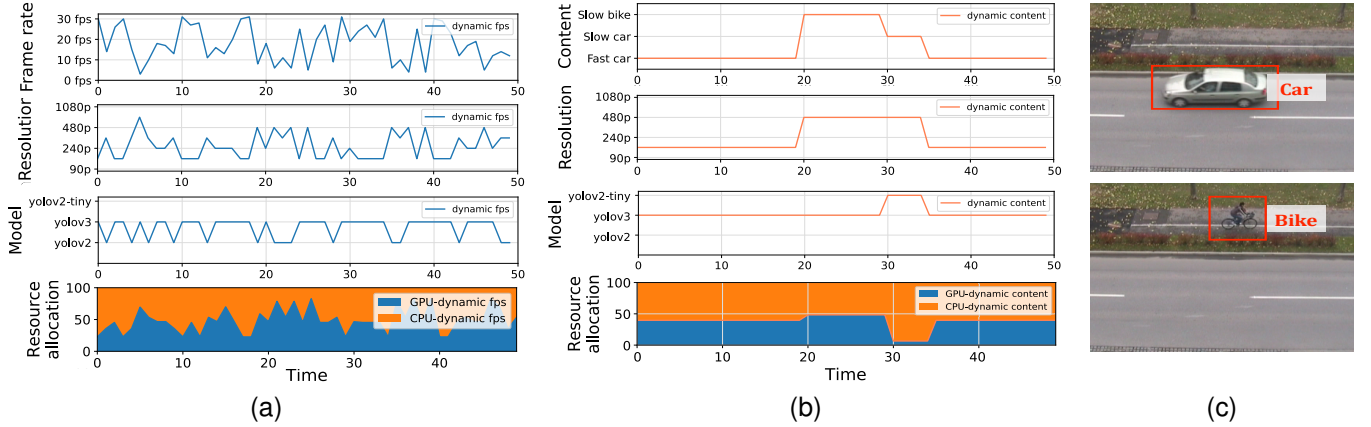 Frame rate
30 fps
20 fps
10 fps
0 fps
dynamic fps
0 10 20 30 40 50
Resolution
1080p
480p
240p
90p
dynamic fps
0 10 20 30 40 50
Model
yolov2-tiny
yolov3
yolov2
dynamic fps
0 10 20 30 40 50
Resource
allocation
100
50
0
GPU-dynamic fps
CPU-dynamic fps
0 10 20 30 40
Time
(a)
Content
Slow bike
Slow car
Fast car
dynamic content
0 10 20 30 40 50
Resolution
1080p
480p
240p
90p
dynamic content
0 10 20 30 40 50
Model
yolov2-tiny
yolov3
yolov2
dynamic content
0 10 20 30 40 50
Resource
allocation
100
50
0
GPU-dynamic content
CPU-dynamic content
0 10 20 30 40
Time
(b)
Car
Bike
(c)